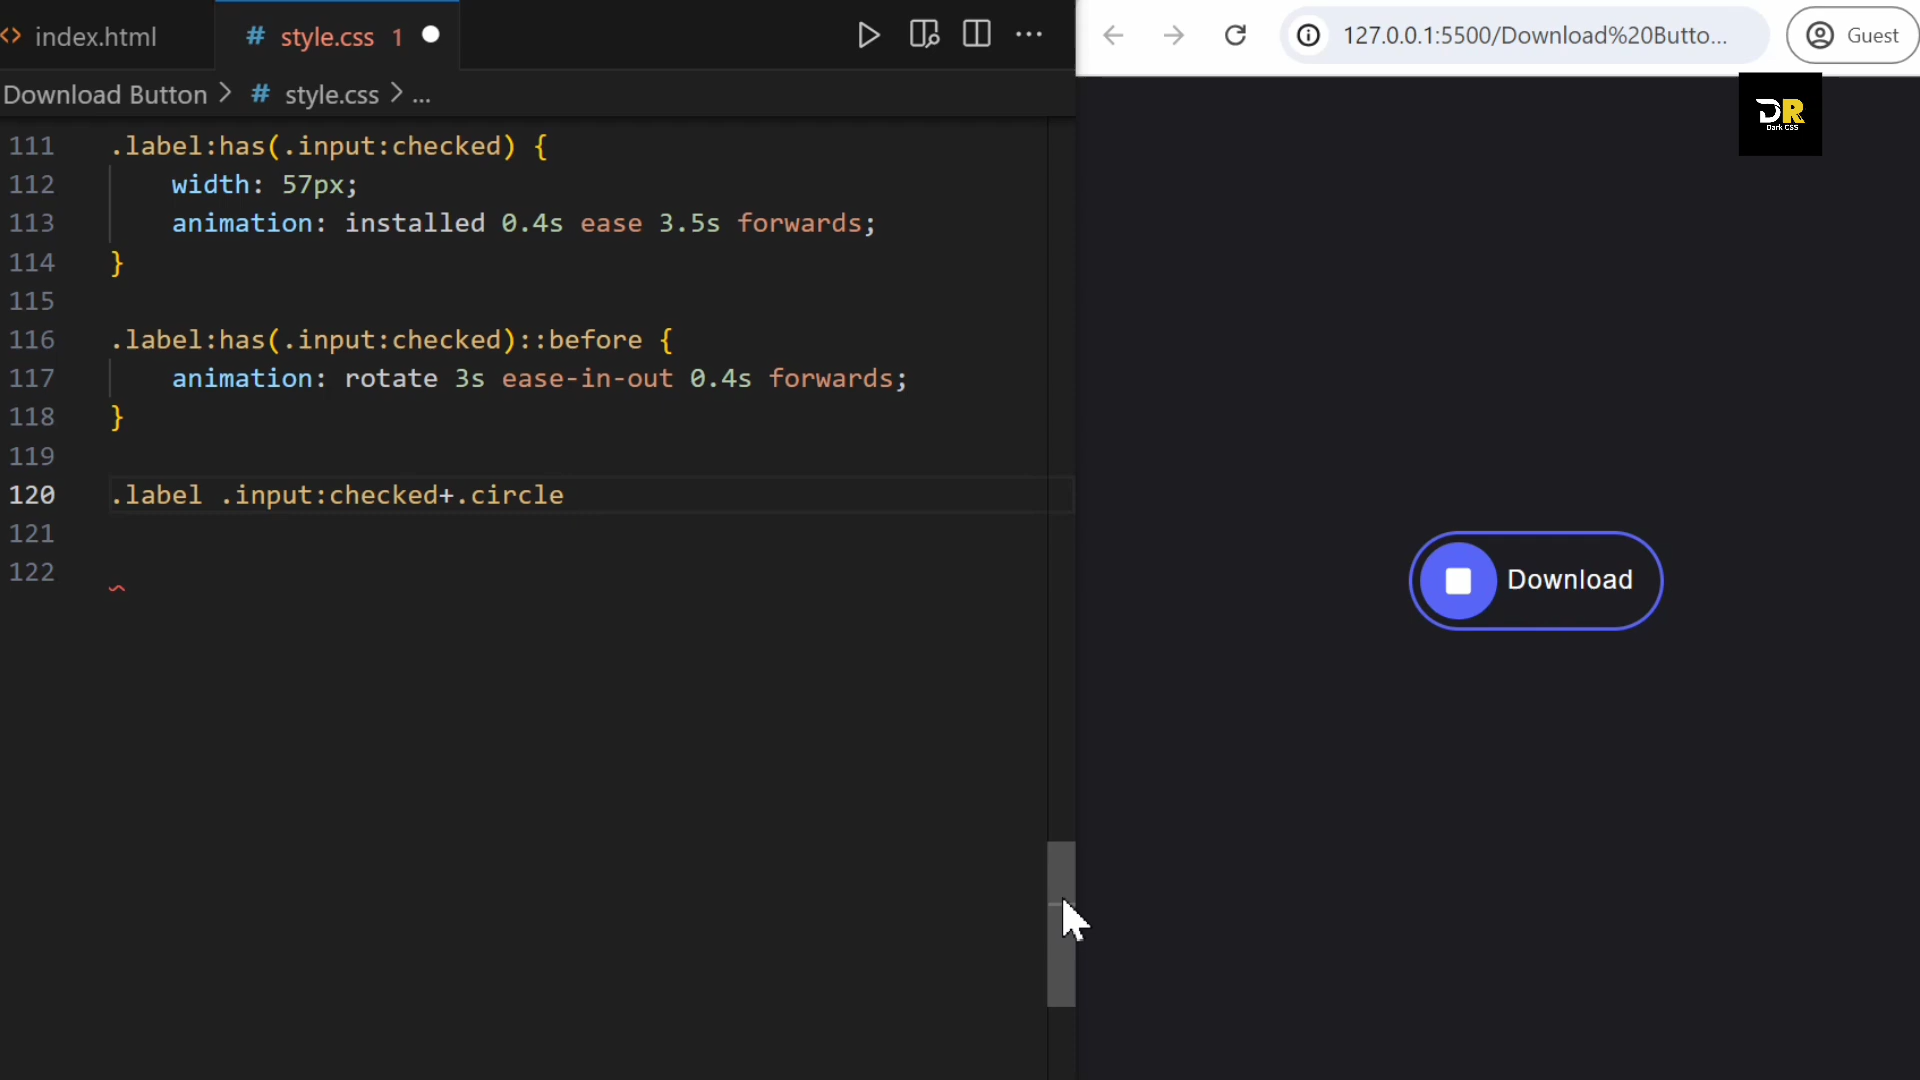 index.html
style.css 1
127.0.0.1:5500/Download%20Butto...
Guest
Download Button > # style.css > ...
DR
Dark CSS
111 .label:has(.input:checked) {
112 width: 57px;
113 animation: installed 0.4s ease 3.5s forwards;
114 }
115
116 .label:has(.input:checked)::before {
117 animation: rotate 3s ease-in-out 0.4s forwards;
118 }
119
120 .label .input:checked+.circle
121
122
Download